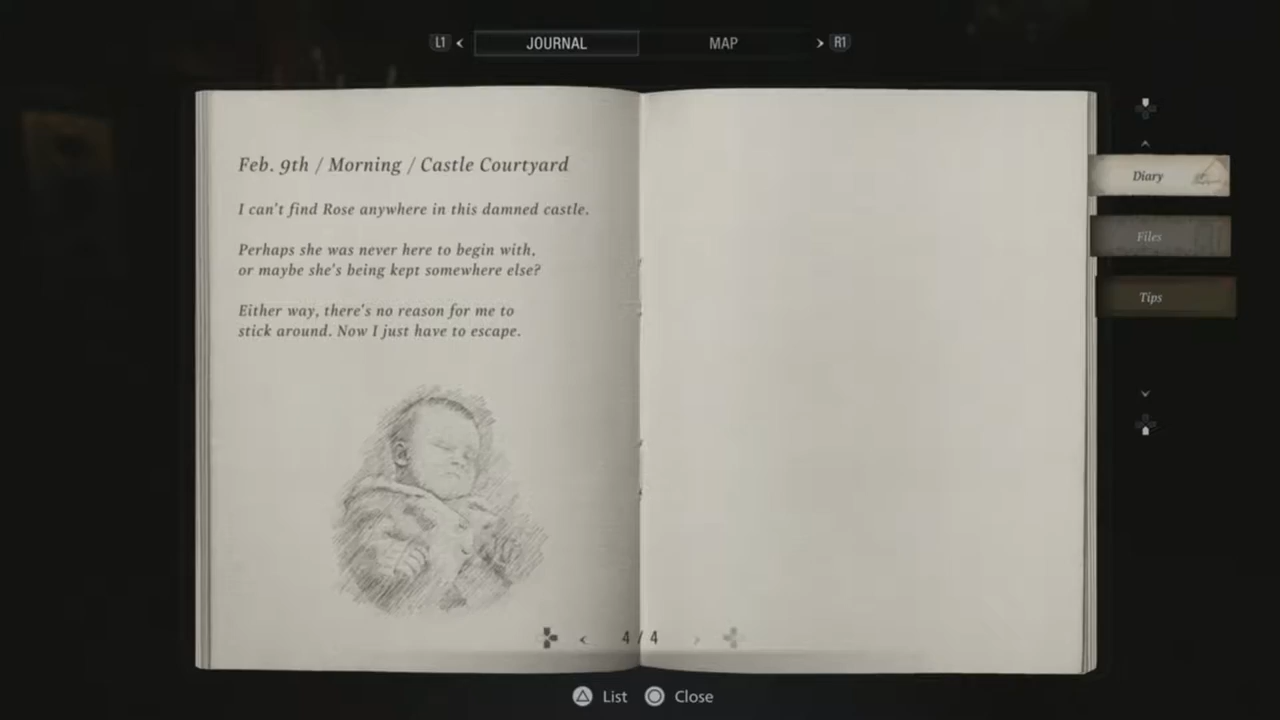 L1 JOURNAL MAP R1
Feb. 9th / Morning / Castle Courtyard
I can't find Rose anywhere in this damned castle.
Perhaps she was never here to begin with,
or maybe she's being kept somewhere else?
Either way, there's no reason for me to
stick around. Now I just have to escape.
Diary
Files
Tips
4 / 4
List Close